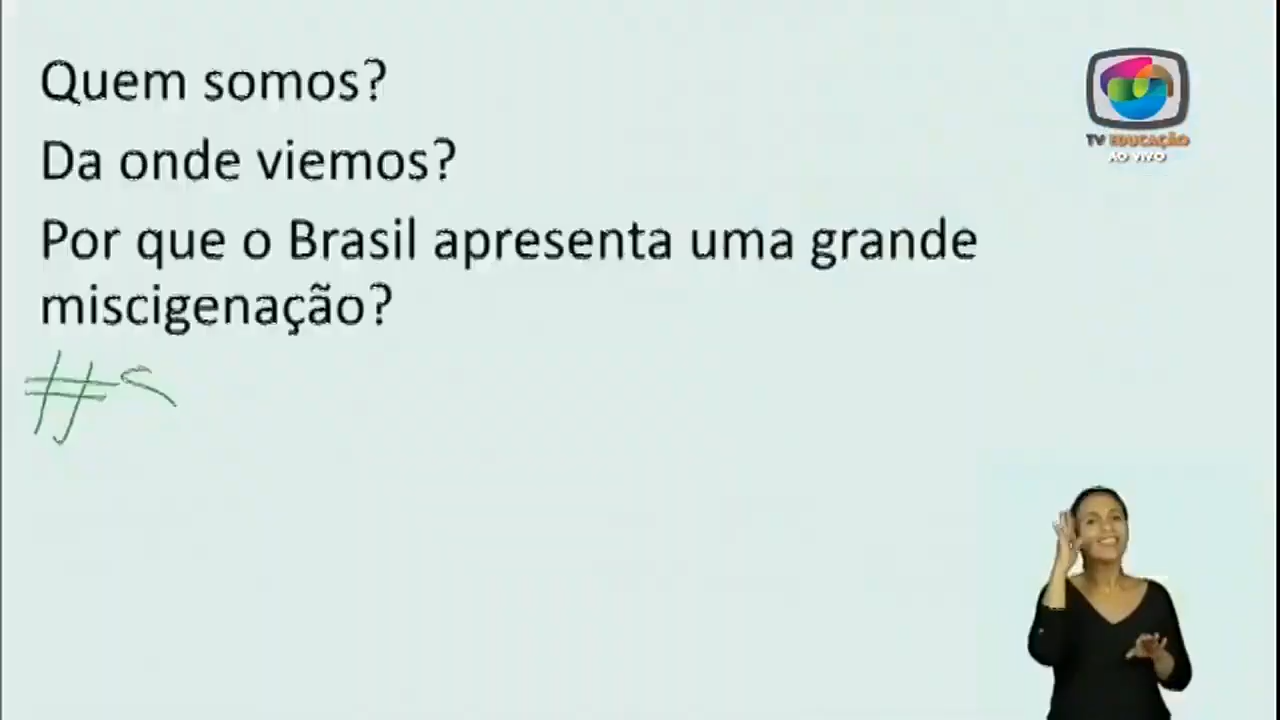 Quem somos?
Da onde viemos?
Por que o Brasil apresenta uma grande
miscigenação?
#
TV EDUCAÇÃO
AO VIVO